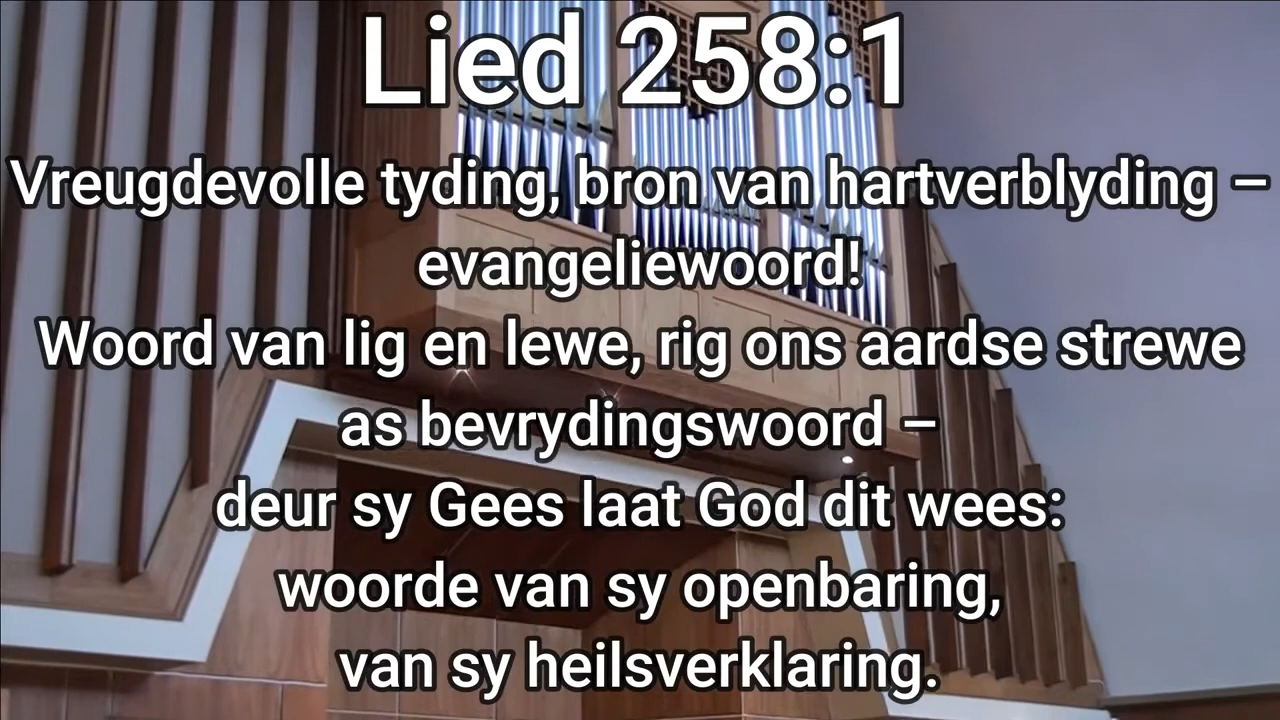 Lied 258:1
Vreugdevolle tyding, bron van hartverblyding –
evangeliewoord!
Woord van lig en lewe, rig ons aardse strewe
as bevrydingswoord –
deur sy Gees laat God dit wees:
woorde van sy openbaring,
van sy heilsverklaring.